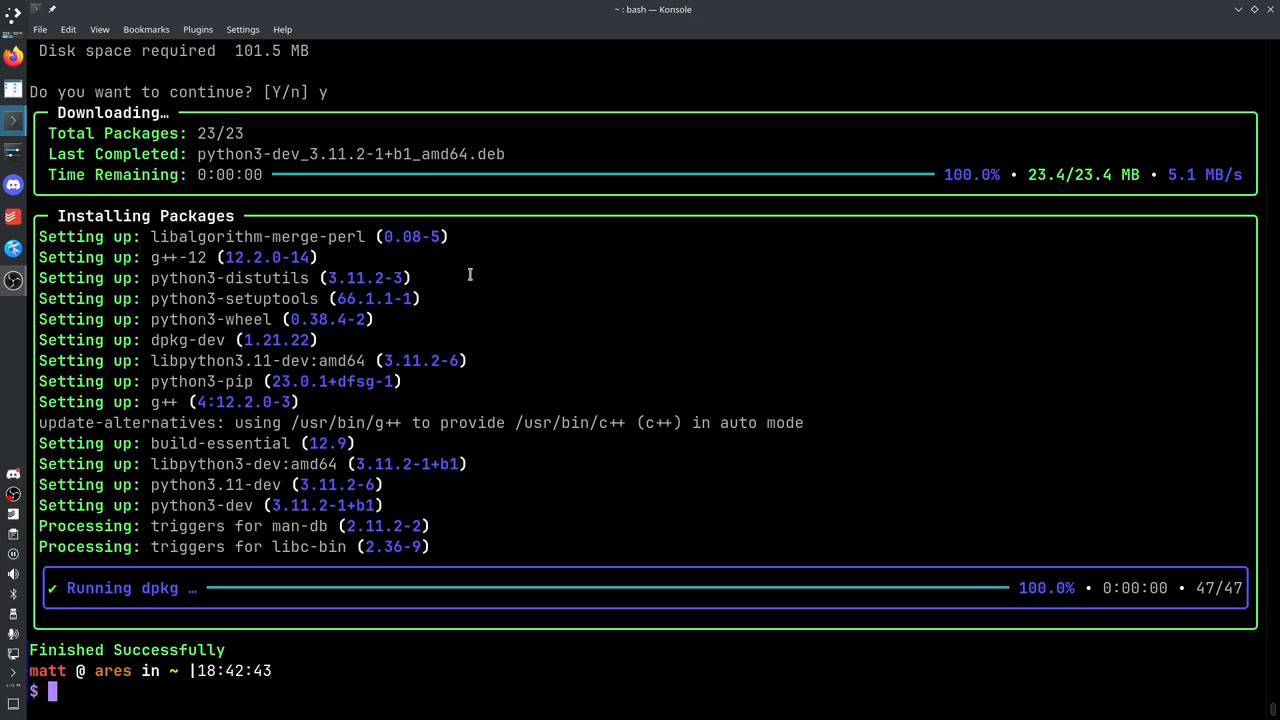 ~ : bash — Konsole
File Edit View Bookmarks Plugins Settings Help
Disk space required 101.5 MB
Do you want to continue? [Y/n] y
Downloading…
Total Packages: 23/23
Last Completed: python3-dev_3.11.2-1+b1_amd64.deb
Time Remaining: 0:00:00 100.0% • 23.4/23.4 MB • 5.1 MB/s
Installing Packages
Setting up: libalgorithm-merge-perl (0.08-5)
Setting up: g++-12 (12.2.0-14)
Setting up: python3-distutils (3.11.2-3)
Setting up: python3-setuptools (66.1.1-1)
Setting up: python3-wheel (0.38.4-2)
Setting up: dpkg-dev (1.21.22)
Setting up: libpython3.11-dev:amd64 (3.11.2-6)
Setting up: python3-pip (23.0.1+dfsg-1)
Setting up: g++ (4:12.2.0-3)
update-alternatives: using /usr/bin/g++ to provide /usr/bin/c++ (c++) in auto mode
Setting up: build-essential (12.9)
Setting up: libpython3-dev:amd64 (3.11.2-1+b1)
Setting up: python3.11-dev (3.11.2-6)
Setting up: python3-dev (3.11.2-1+b1)
Processing: triggers for man-db (2.11.2-2)
Processing: triggers for libc-bin (2.36-9)
✔ Running dpkg … 100.0% • 0:00:00 • 47/47
Finished Successfully
matt @ ares in ~ |18:42:43
$